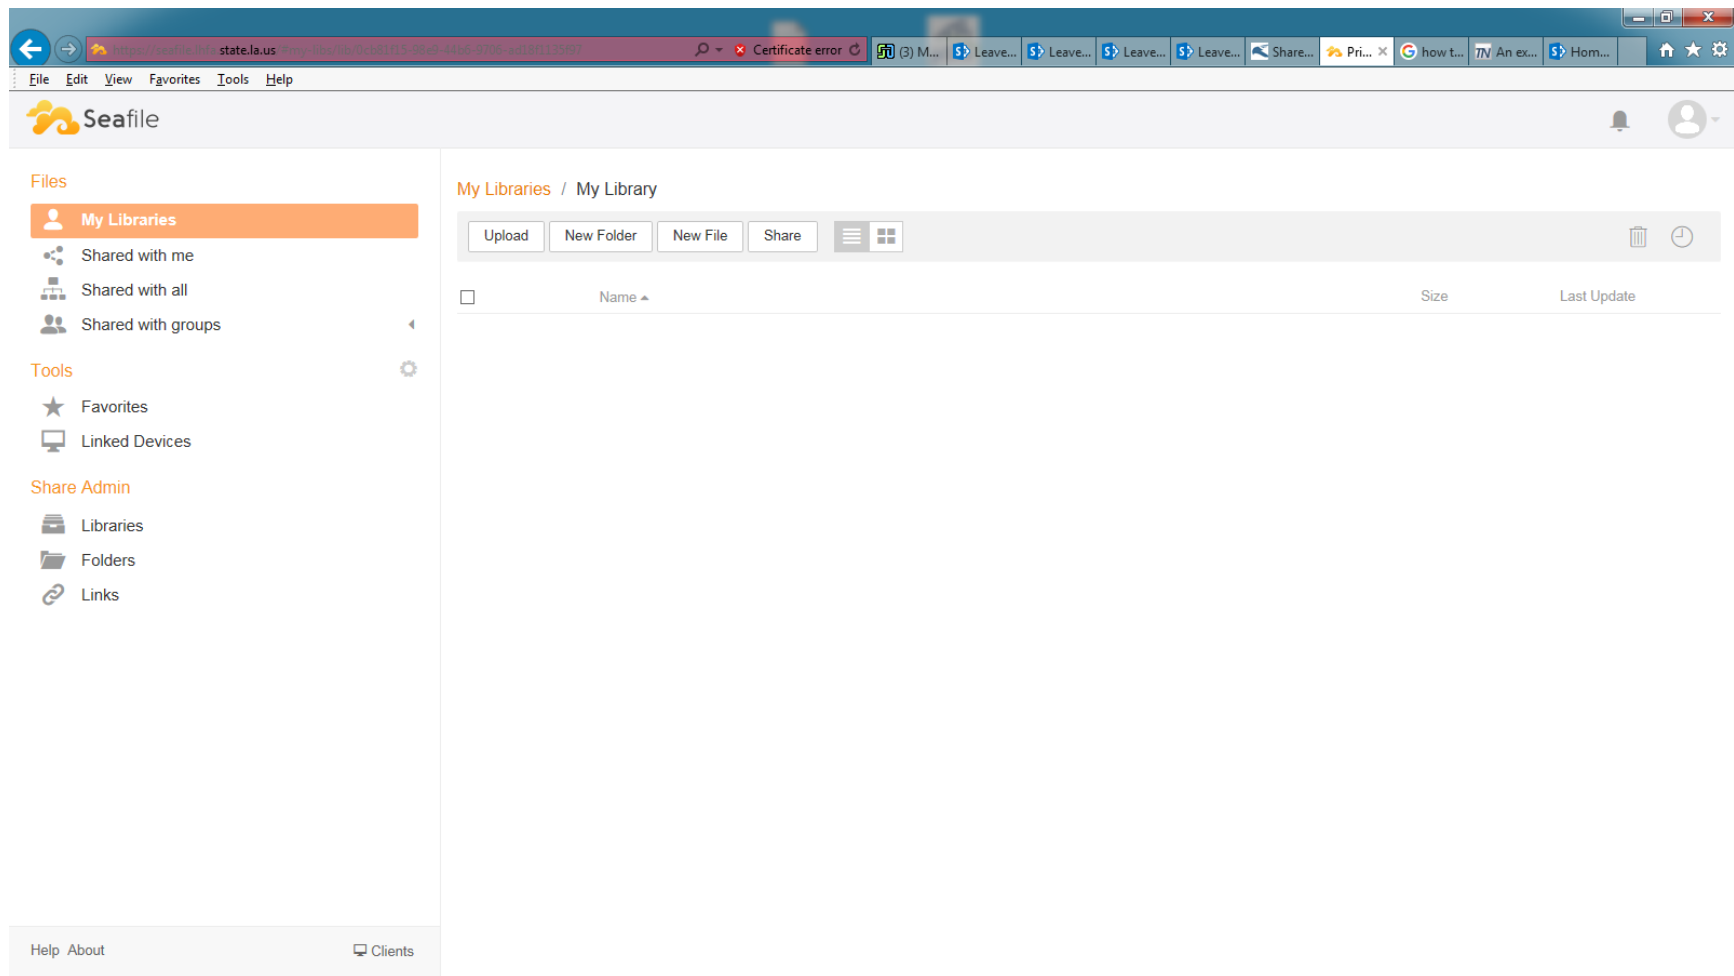 state.la.us Certificate error (3) M... Leave... Leave... Leave... Leave... Share... Pri... how t... An ex... Hom...
File Edit View Favorites Tools Help
Seafile
Files
My Libraries
Shared with me
Shared with all
Shared with groups
Tools
Favorites
Linked Devices
Share Admin
Libraries
Folders
Links
Help About Clients
My Libraries / My Library
Upload New Folder New File Share
Name Size Last Update